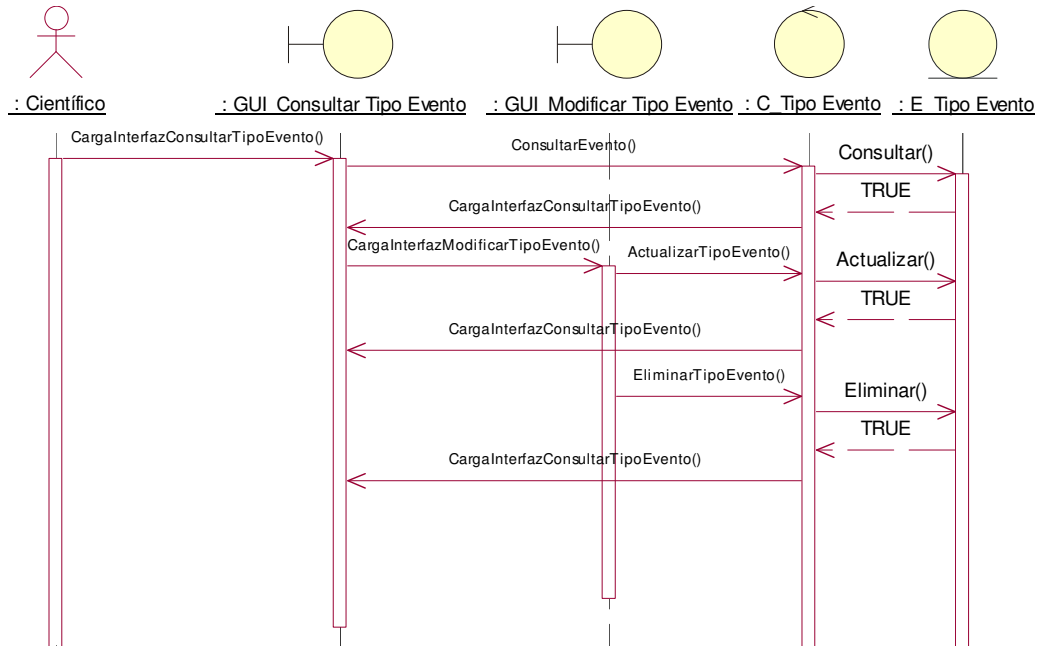 : Científico
: GUI_Consultar Tipo Evento
: GUI_Modificar Tipo Evento
: C_Tipo Evento
: E_Tipo Evento
CargaInterfazConsultarTipoEvento()
ConsultarEvento()
Consultar()
TRUE
CargaInterfazConsultarTipoEvento()
CargaInterfazModificarTipoEvento()
ActualizarTipoEvento()
Actualizar()
TRUE
CargaInterfazConsultarTipoEvento()
EliminarTipoEvento()
Eliminar()
TRUE
CargaInterfazConsultarTipoEvento()